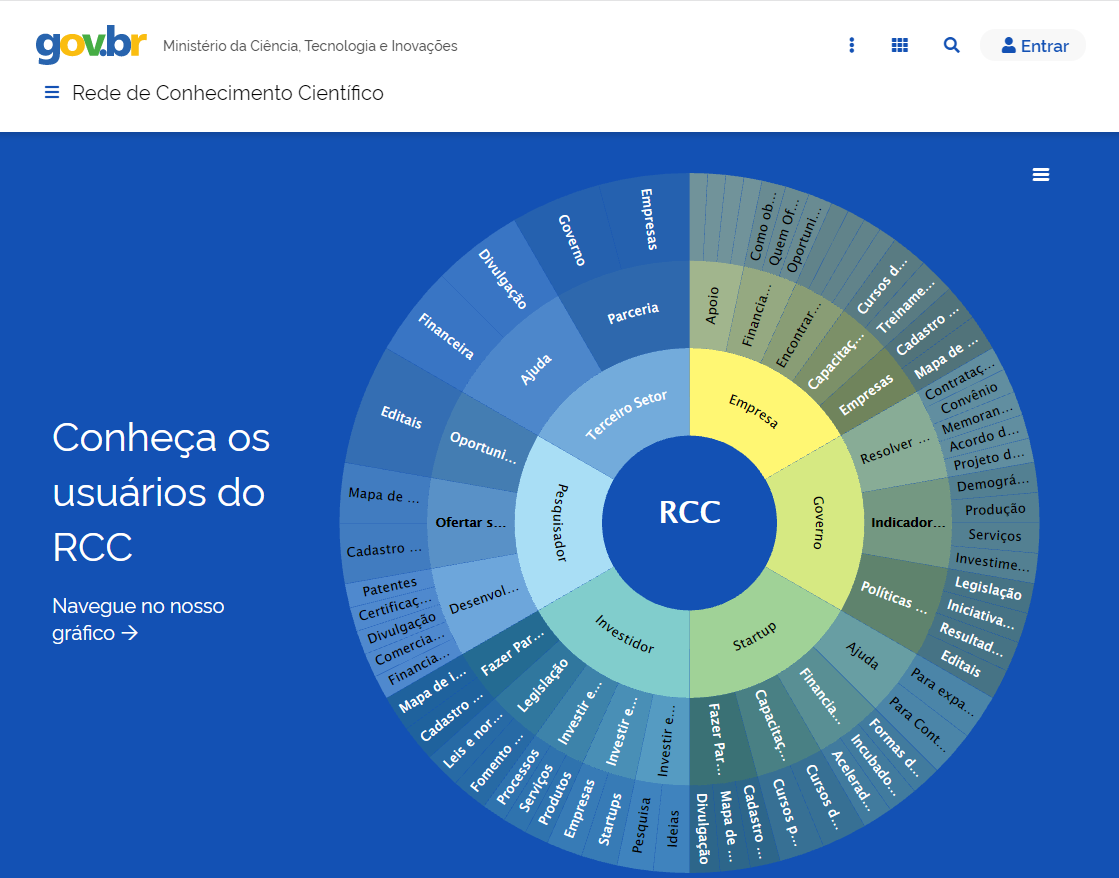 gov.br
Ministério da Ciência, Tecnologia e Inovações
Entrar
Rede de Conhecimento Científico
Conheça os
usuários do
RCC
Navegue no nosso
gráfico →
RCC
Empresa
Governo
Startup
Investidor
Pesquisador
Terceiro Setor
Apoio
Financia...
Encontrar...
Capacitaç...
Empresas
Resolver ...
Indicador...
Políticas ...
Ajuda
Financia...
Capacitaç...
Fazer Par...
Investir e...
Investir e...
Investir e...
Legislação
Fazer Par...
Desenvol...
Ofertar s...
Oportuni...
Ajuda
Parceria
Como ob...
Quem Of...
Oportuni...
Cursos d...
Treiname...
Cadastro ...
Mapa de ...
Contrataç...
Convênio
Memoran...
Acordo d...
Projeto d...
Demográ...
Produção
Serviços
Investime...
Legislação
Iniciativa...
Resultad...
Editais
Para expa...
Para Cont...
Formas d...
Incubado...
Acelerad...
Cursos d...
Cursos p...
Cadastro ...
Mapa de ...
Divulgação
Ideias
Pesquisa
Startups
Empresas
Produtos
Serviços
Processos
Fomento ...
Leis e nor...
Cadastro ...
Mapa de i...
Financia...
Comercia...
Divulgação
Certificaç...
Patentes
Cadastro ...
Mapa de ...
Editais
Financeira
Divulgação
Governo
Empresas